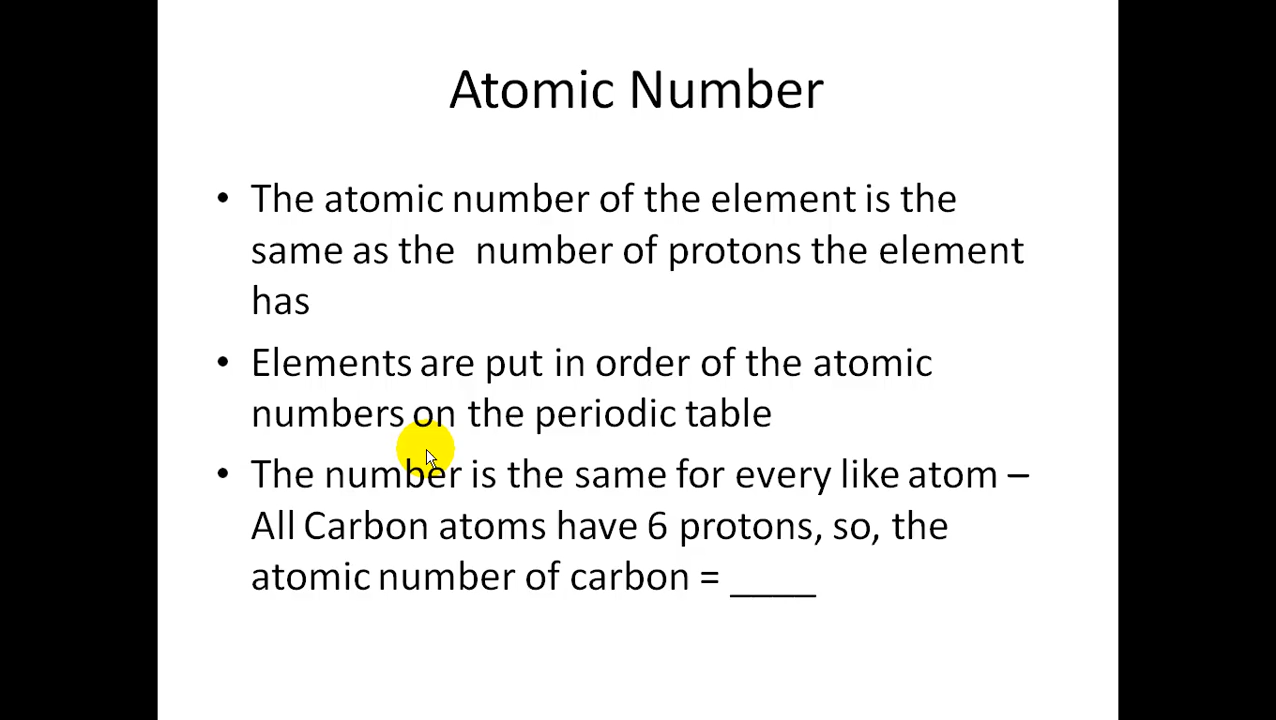 Atomic Number
• The atomic number of the element is the
same as the  number of protons the element
has
• Elements are put in order of the atomic
numbers on the periodic table
• The number is the same for every like atom –
All Carbon atoms have 6 protons, so, the
atomic number of carbon = ____